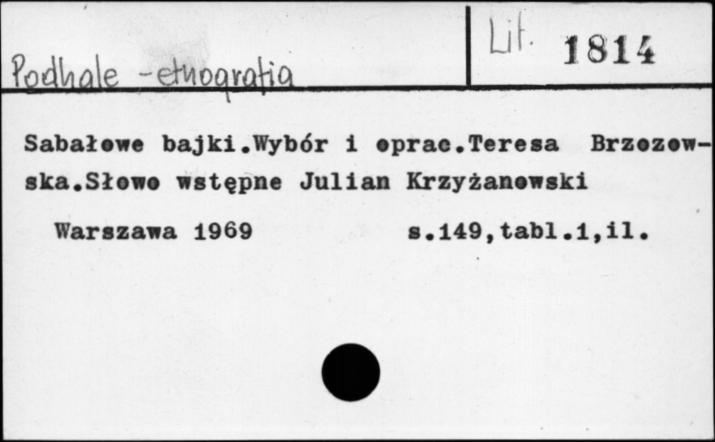 Lit. 1814
Podhale - etnografia
Sabałowe bajki.Wybór i oprac.Teresa Brzozow-
ska.Słowo wstępne Julian Krzyżanowski
Warszawa 1969 s.149,tabl.1,il.